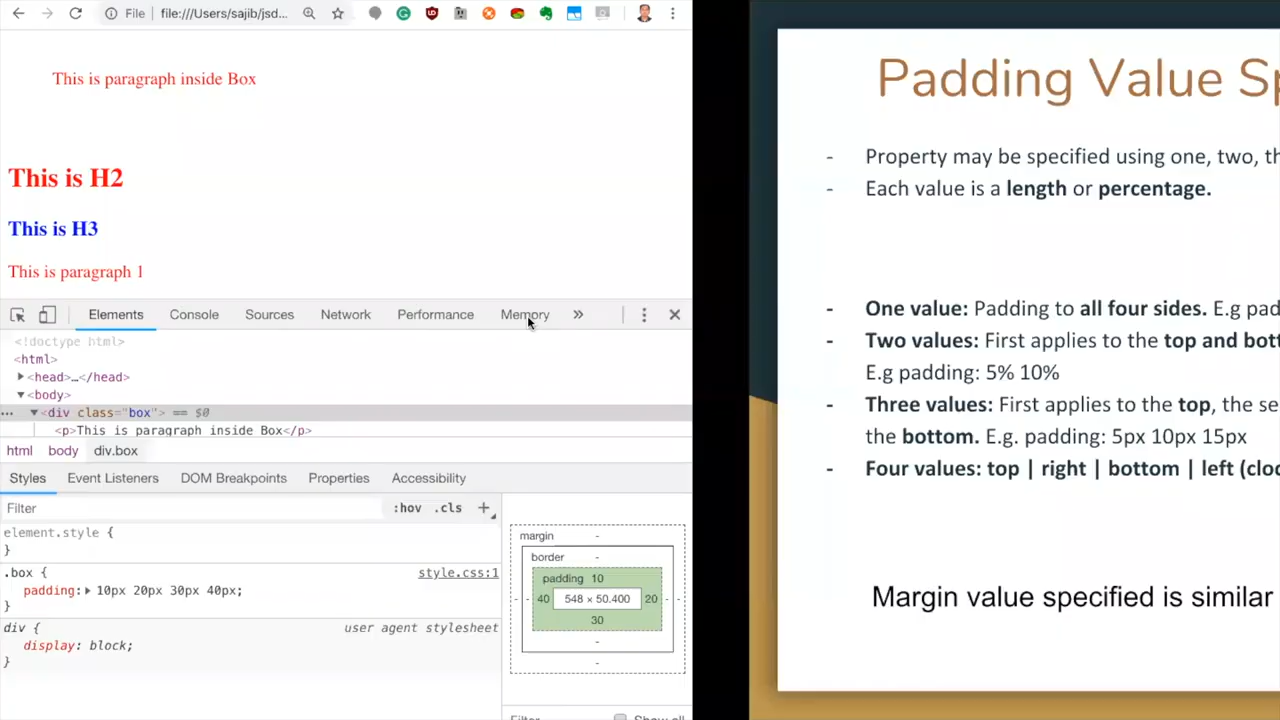 File file:///Users/sajib/jsd...
This is paragraph inside Box
This is H2
This is H3
This is paragraph 1
Elements Console Sources Network Performance Memory »
<!doctype html>
<html>
▶<head>…</head>
▼<body>
… ▼<div class="box"> == $0
<p>This is paragraph inside Box</p>
html body div.box
Styles Event Listeners DOM Breakpoints Properties Accessibility
Filter :hov .cls +
element.style {
}
.box { style.css:1
padding:▶ 10px 20px 30px 40px;
}
div { user agent stylesheet
display: block;
}
margin -
border -
padding 10
- - 40 548 × 50.400 20 - -
30
-
-
Filter Show all
Padding Value Sp
- Property may be specified using one, two, th
- Each value is a length or percentage.
- One value: Padding to all four sides. E.g pad
- Two values: First applies to the top and bott
E.g padding: 5% 10%
- Three values: First applies to the top, the se
the bottom. E.g. padding: 5px 10px 15px
- Four values: top | right | bottom | left (cloc
Margin value specified is similar